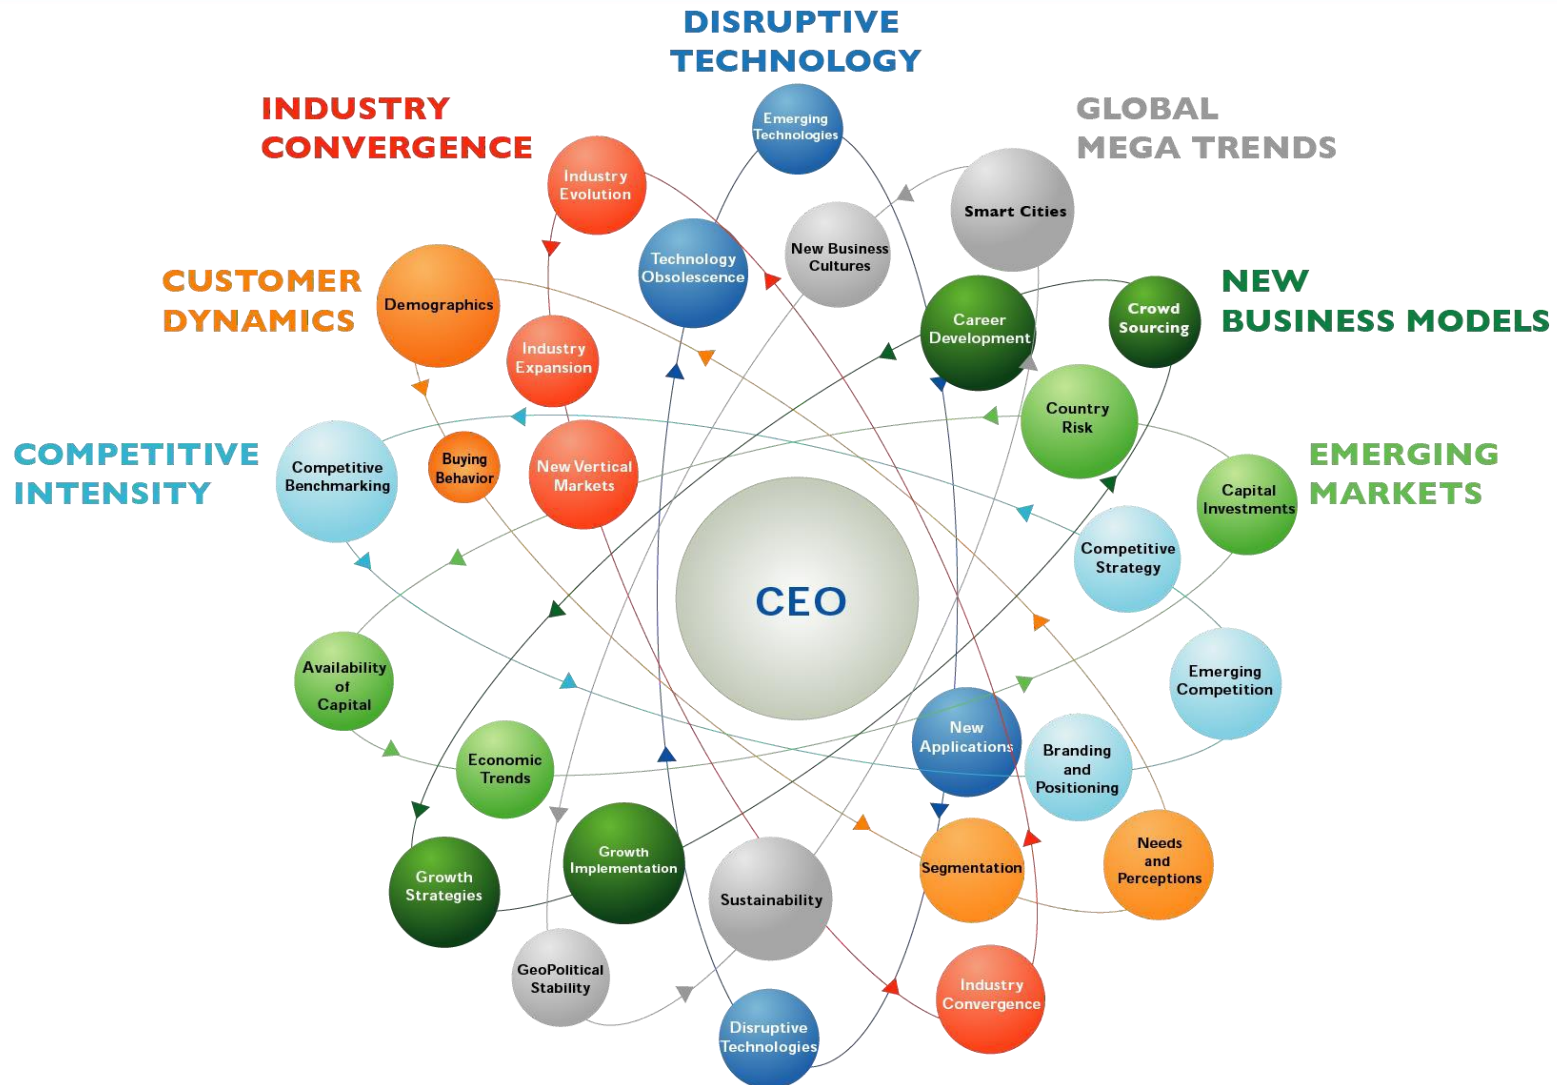 DISRUPTIVE
TECHNOLOGY
INDUSTRY
CONVERGENCE
GLOBAL
MEGA TRENDS
CUSTOMER
DYNAMICS
NEW
BUSINESS MODELS
COMPETITIVE
INTENSITY
EMERGING
MARKETS
Emerging
Technologies
Industry
Evolution
Smart Cities
Technology
Obsolescence
New Business
Cultures
Demographics
Career
Development
Crowd
Sourcing
Industry
Expansion
Country
Risk
Competitive
Benchmarking
Buying
Behavior
New Vertical
Markets
Capital
Investments
Competitive
Strategy
CEO
Availability
of
Capital
Emerging
Competition
Economic
Trends
New
Applications
Branding
and
Positioning
Growth
Strategies
Growth
Implementation
Sustainability
Segmentation
Needs
and
Perceptions
GeoPolitical
Stability
Industry
Convergence
Disruptive
Technologies